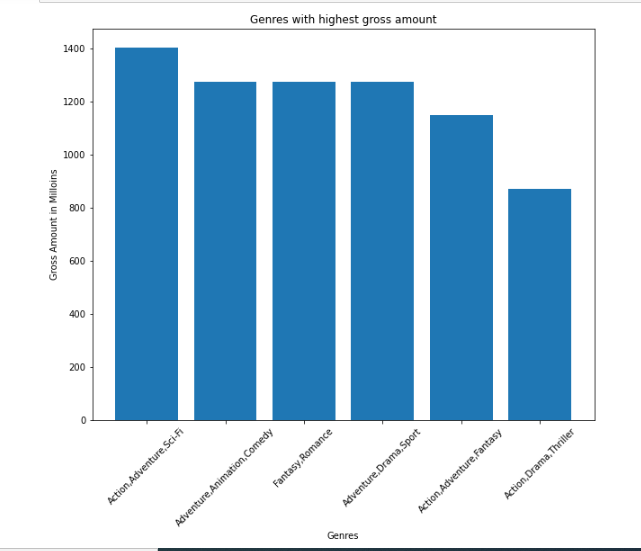 Genres with highest gross amount
1400
1200
1000
800
600
400
200
0
Gross Amount in Milloins
Action,Adventure,Sci-Fi
Adventure,Animation,Comedy
Fantasy,Romance
Adventure,Drama,Sport
Action,Adventure,Fantasy
Action,Drama,Thriller
Genres